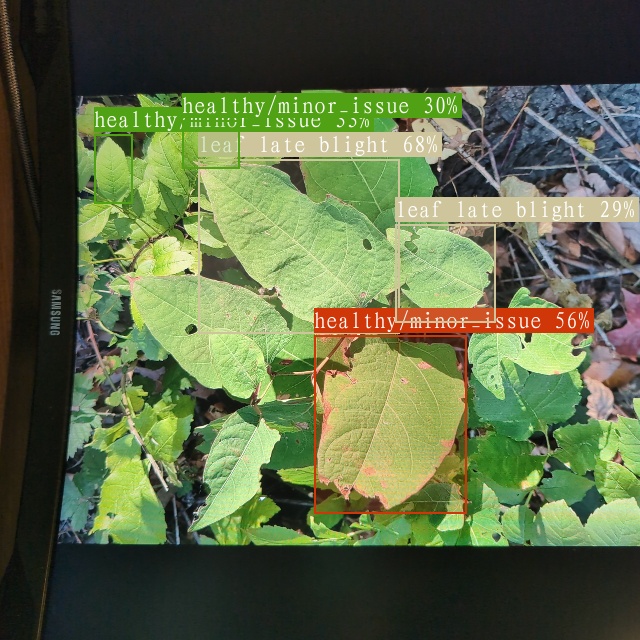 healthy/minor_issue 30%
healthy/minor_issue 33%
leaf late blight 68%
leaf late blight 29%
healthy/minor_issue 56%
SAMSUNG